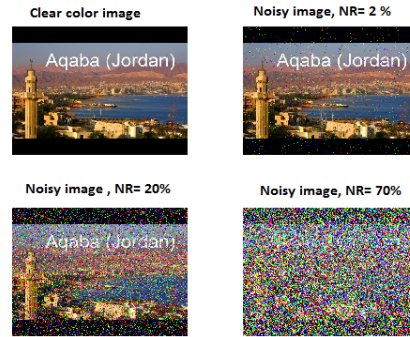 Clear color image
Noisy image, NR= 2 %
Aqaba (Jordan)
Aqaba (Jordan)
Noisy image , NR= 20%
Noisy image, NR= 70%
Aqaba (Jordan)